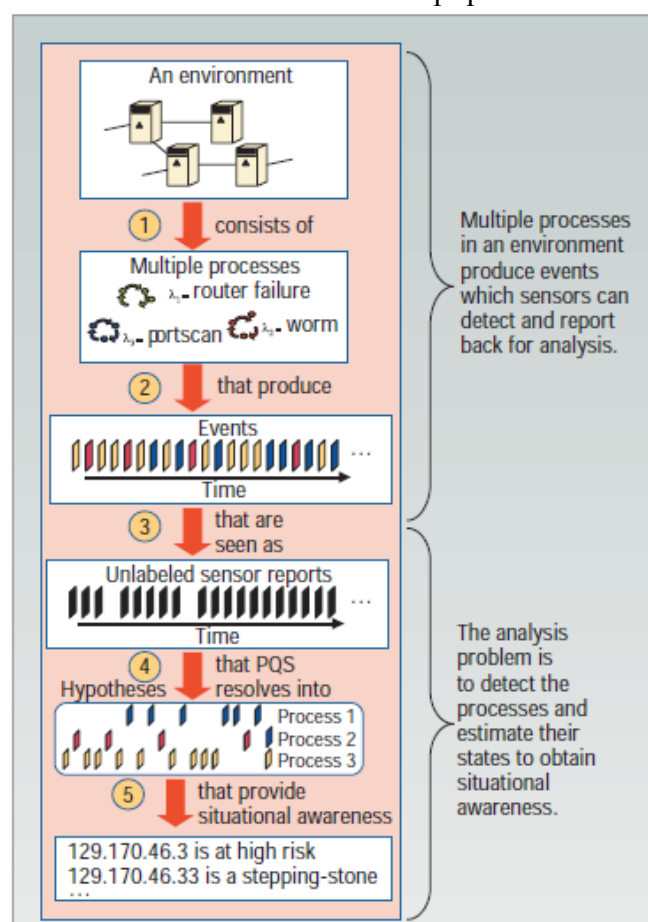 An environment
1 consists of
Multiple processes
λ₁- router failure
λ₃- portscan λ₂- worm
2 that produce
Events
...
Time
3 that are
seen as
Unlabeled sensor reports
...
Time
4 that PQS
Hypotheses resolves into
Process 1
Process 2
Process 3
5 that provide
situational awareness
129.170.46.3 is at high risk
129.170.46.33 is a stepping-stone
...
Multiple processes
in an environment
produce events
which sensors can
detect and report
back for analysis.
The analysis
problem is
to detect the
processes and
estimate their
states to obtain
situational awareness.